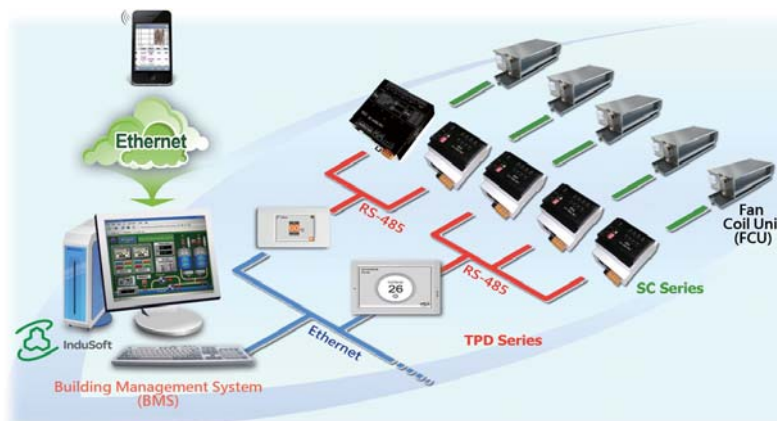 Ethernet
RS-485
Fan
Coil Uni
(FCU)
RS-485
SC Series
26
Ethernet
TPD Series
InduSoft
Building Management System
(BMS)